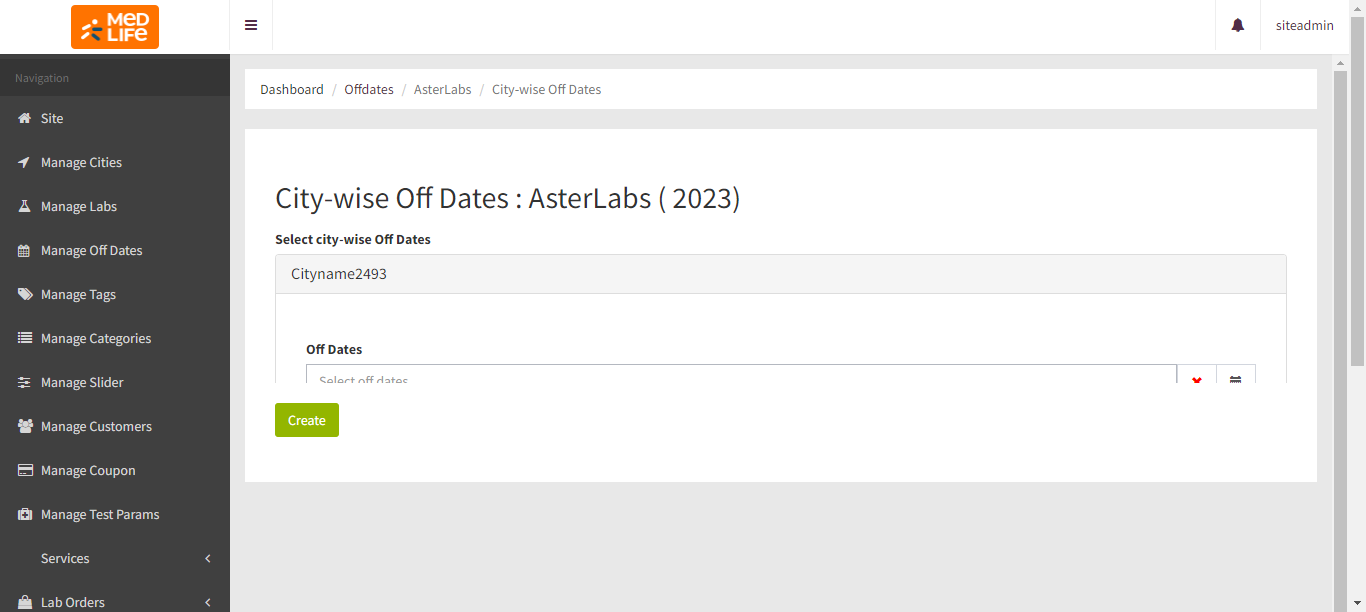 MED
LIFE
siteadmin
Navigation
Site
Manage Cities
Manage Labs
Manage Off Dates
Manage Tags
Manage Categories
Manage Slider
Manage Customers
Manage Coupon
Manage Test Params
Services
Lab Orders
Dashboard / Offdates / AsterLabs / City-wise Off Dates
City-wise Off Dates : AsterLabs ( 2023)
Select city-wise Off Dates
Cityname2493
Off Dates
Select off dates
Create